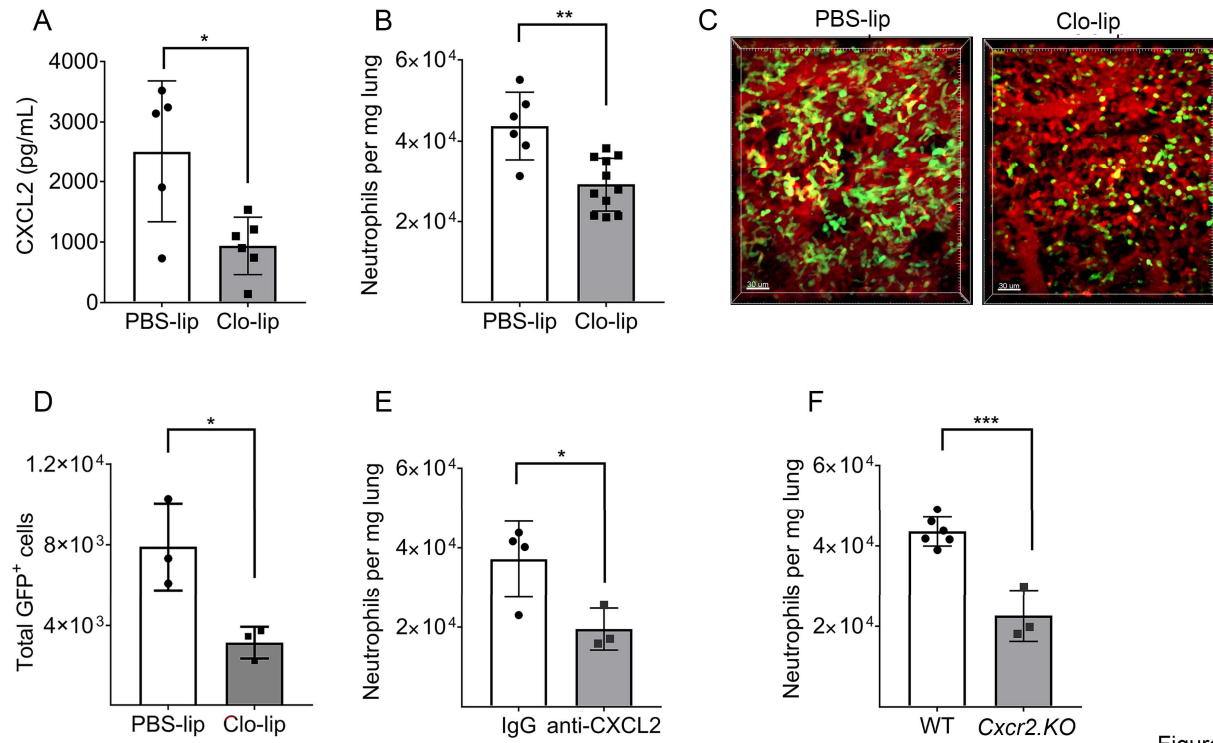 A
*
CXCL2 (pg/mL)
4000
3000
2000
1000
0
PBS-lip
Clo-lip
B
**
Neutrophils per mg lung
6×10⁴
4×10⁴
2×10⁴
PBS-lip
Clo-lip
C
PBS-lip
Clo-lip
30 um
30 um
D
*
Total GFP⁺ cells
1.2×10⁴
8×10³
4×10³
PBS-lip
Clo-lip
E
*
Neutrophils per mg lung
6×10⁴
4×10⁴
2×10⁴
IgG
anti-CXCL2
F
***
Neutrophils per mg lung
6×10⁴
4×10⁴
2×10⁴
WT
Cxcr2.KO
Figure